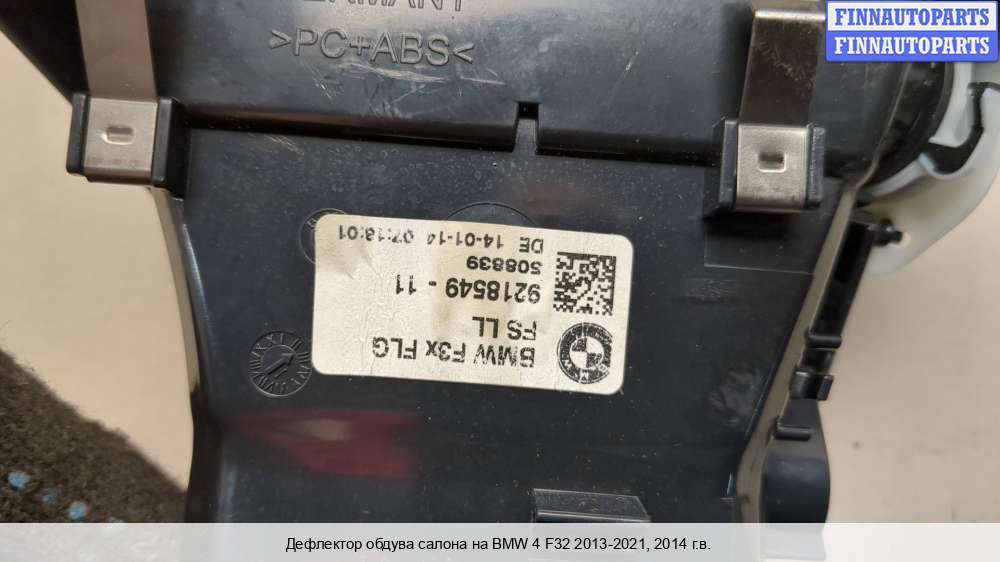 FINNAUTOPARTS
FINNAUTOPARTS
GERMANY
>PC+ABS<
BMW F3x FLG
FS LL
9218549 - 11
508839
DE 14-01-14 07:18:01
Дефлектор обдува салона на BMW 4 F32 2013-2021, 2014 г.в.